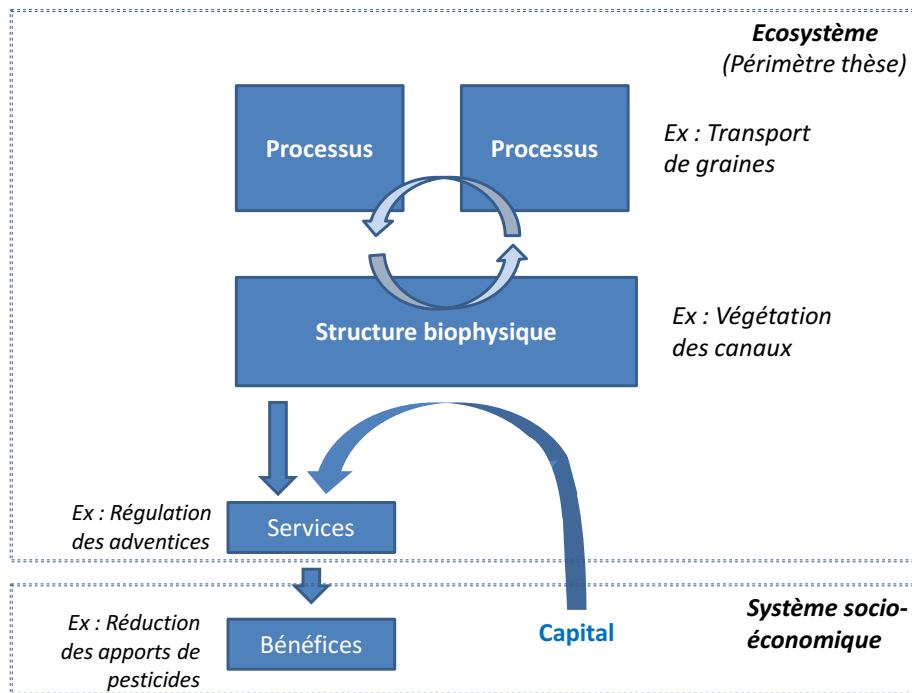 Ecosystème
(Périmètre thèse)
Processus
Processus
Ex : Transport
de graines
Structure biophysique
Ex : Végétation
des canaux
Ex : Régulation
des adventices
Services
Ex : Réduction
des apports de
pesticides
Bénéfices
Capital
Système socio-
économique